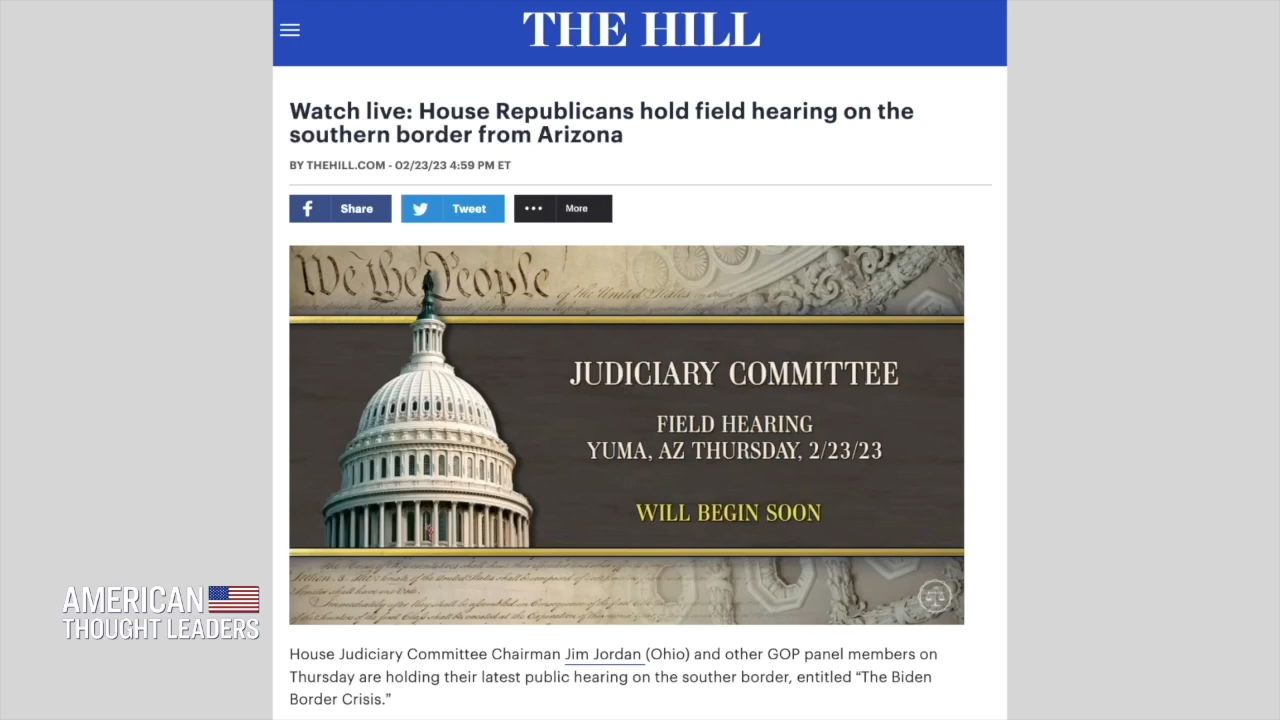 THE HILL
Watch live: House Republicans hold field hearing on the
southern border from Arizona
BY THEHILL.COM - 02/23/23 4:59 PM ET
Share
Tweet
More
We the People
of the United States
JUDICIARY COMMITTEE
FIELD HEARING
YUMA, AZ THURSDAY, 2/23/23
WILL BEGIN SOON
AMERICAN
THOUGHT LEADERS
House Judiciary Committee Chairman Jim Jordan (Ohio) and other GOP panel members on
Thursday are holding their latest public hearing on the souther border, entitled “The Biden
Border Crisis.”